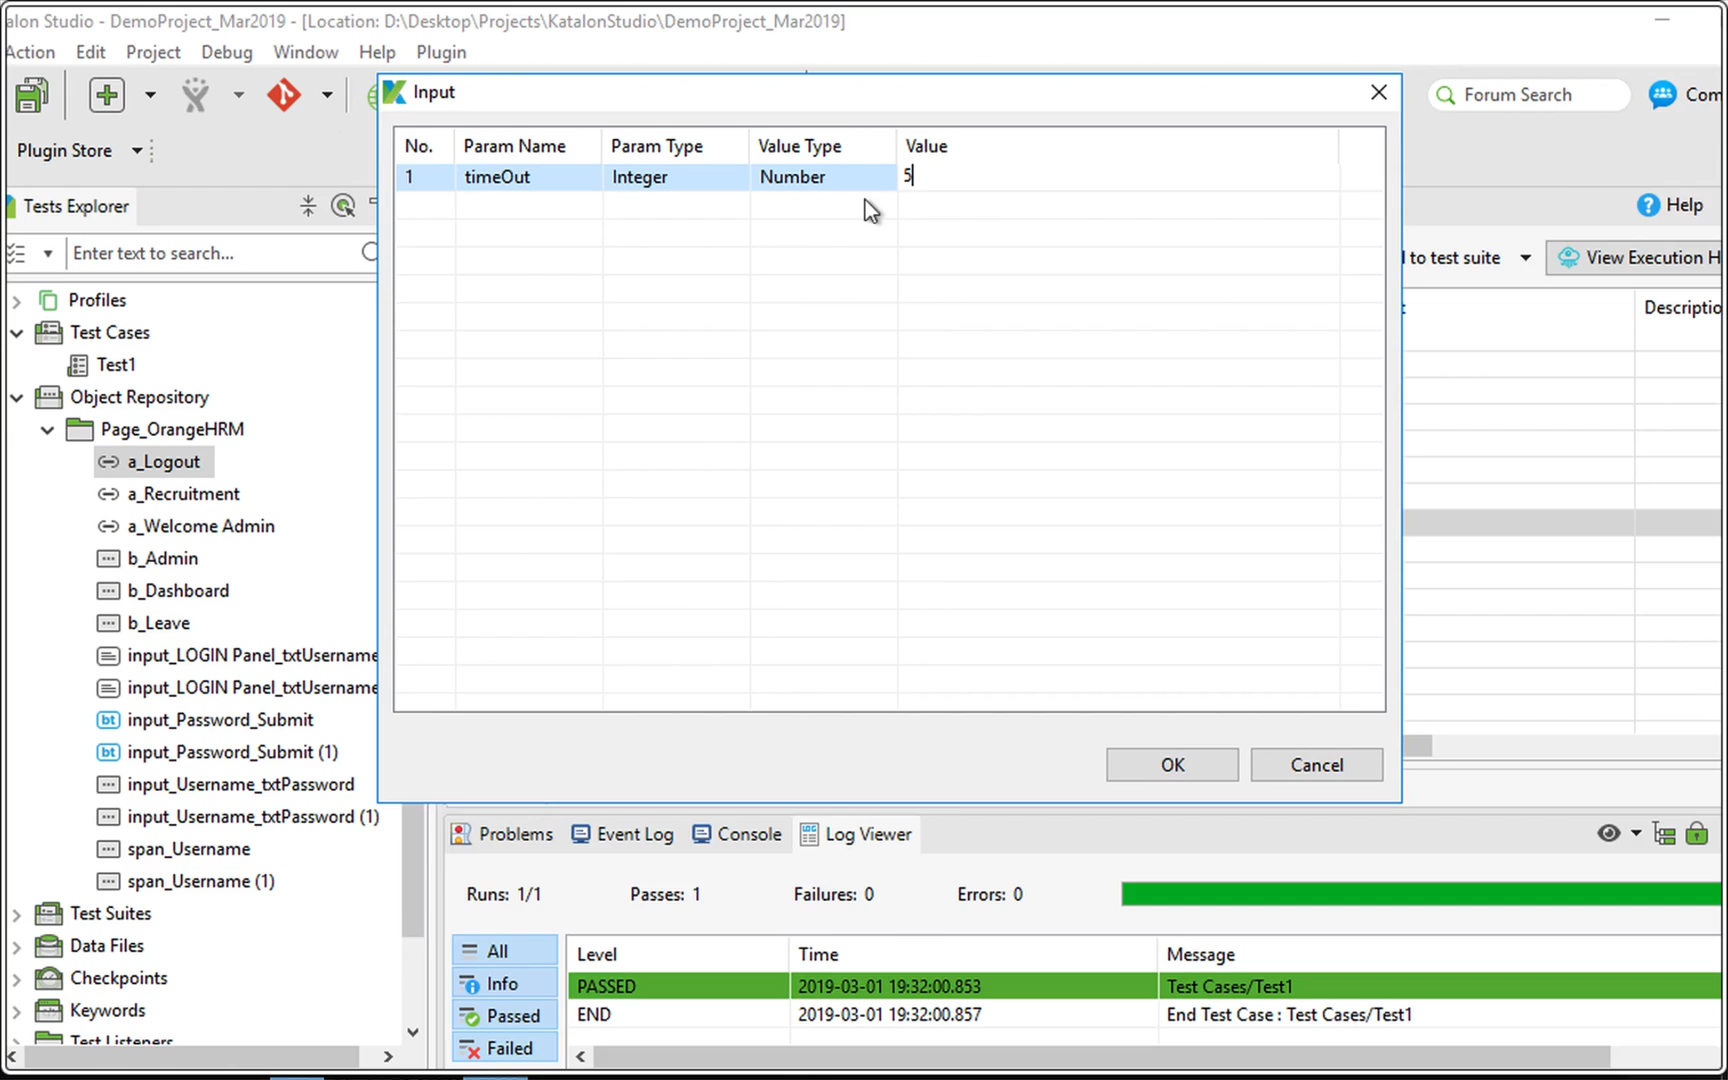 alon Studio - DemoProject_Mar2019 - [Location: D:\Desktop\Projects\KatalonStudio\DemoProject_Mar2019]
Action Edit Project Debug Window Help Plugin
Input
Forum Search
Com
Plugin Store
No. Param Name Param Type Value Type Value
1 timeOut Integer Number 5
Tests Explorer
Help
Enter text to search...
to test suite
View Execution H
Profiles
Descriptio
Test Cases
Test1
Object Repository
Page_OrangeHRM
a_Logout
a_Recruitment
a_Welcome Admin
b_Admin
b_Dashboard
b_Leave
input_LOGIN Panel_txtUsername
input_LOGIN Panel_txtUsername
bt input_Password_Submit
bt input_Password_Submit (1)
input_Username_txtPassword
input_Username_txtPassword (1)
span_Username
span_Username (1)
Test Suites
Data Files
Checkpoints
Keywords
Test Listeners
OK Cancel
Problems Event Log Console Log Viewer
Runs: 1/1 Passes: 1 Failures: 0 Errors: 0
All
Info
Passed
Failed
Level Time Message
PASSED 2019-03-01 19:32:00.853 Test Cases/Test1
END 2019-03-01 19:32:00.857 End Test Case : Test Cases/Test1